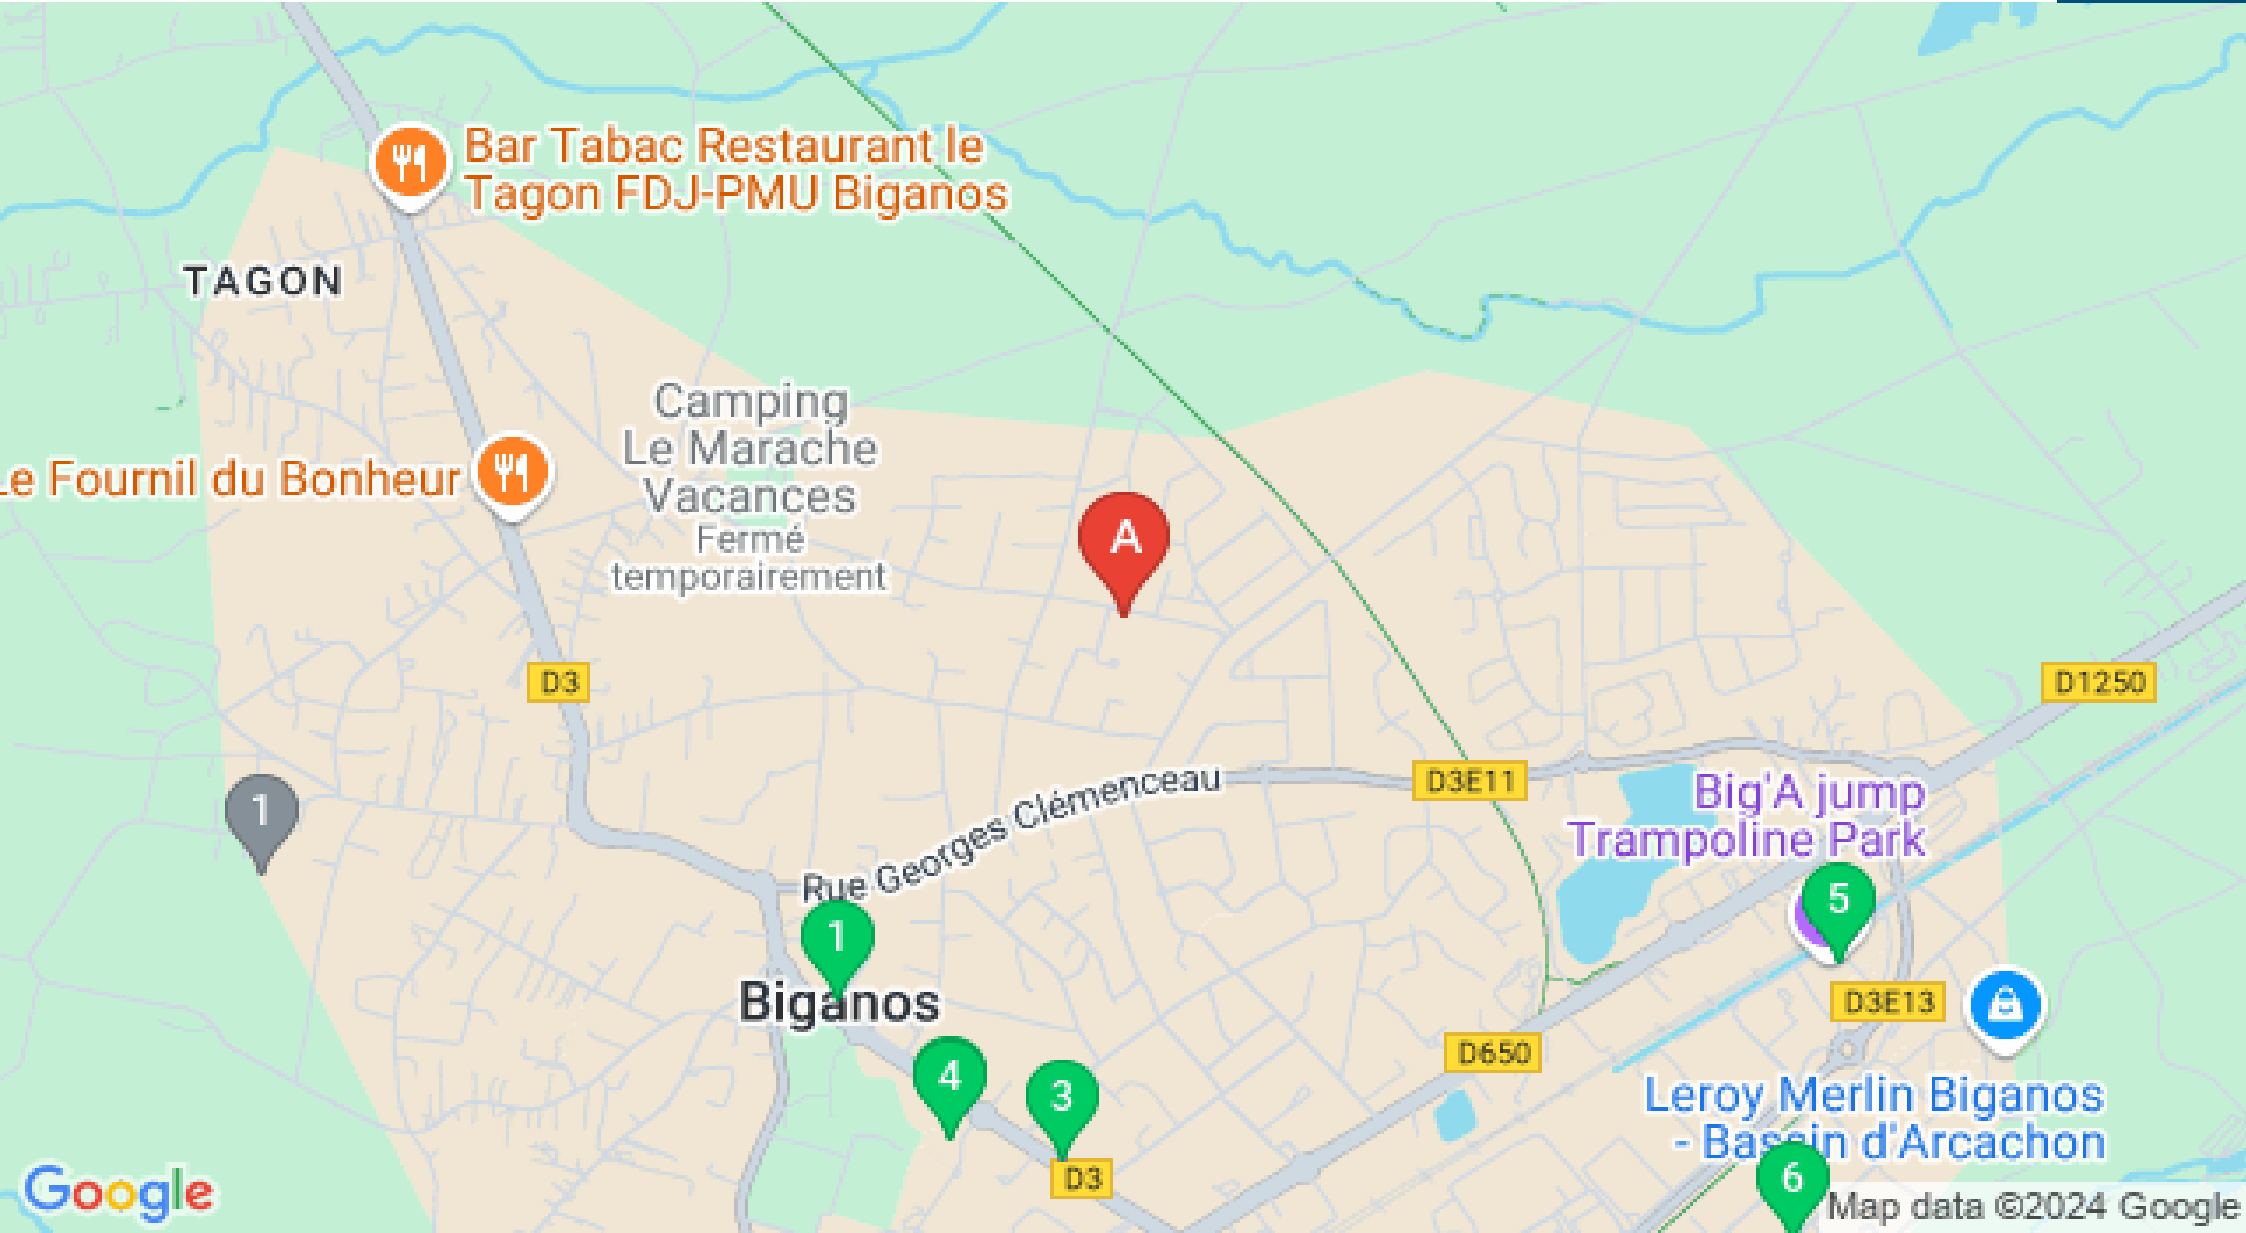 Bar Tabac Restaurant le
Tagon FDJ-PMU Biganos
TAGON
Camping
Le Marache
Vacances
Fermé
temporairement
Le Fournil du Bonheur
A
D3
D1250
D3E11
Rue Georges Clémenceau
Big'A jump
Trampoline Park
1
5
1
Biganos
D3E13
D650
4
3
Leroy Merlin Biganos
- Bassin d'Arcachon
D3
6
Google
Map data ©2024 Google